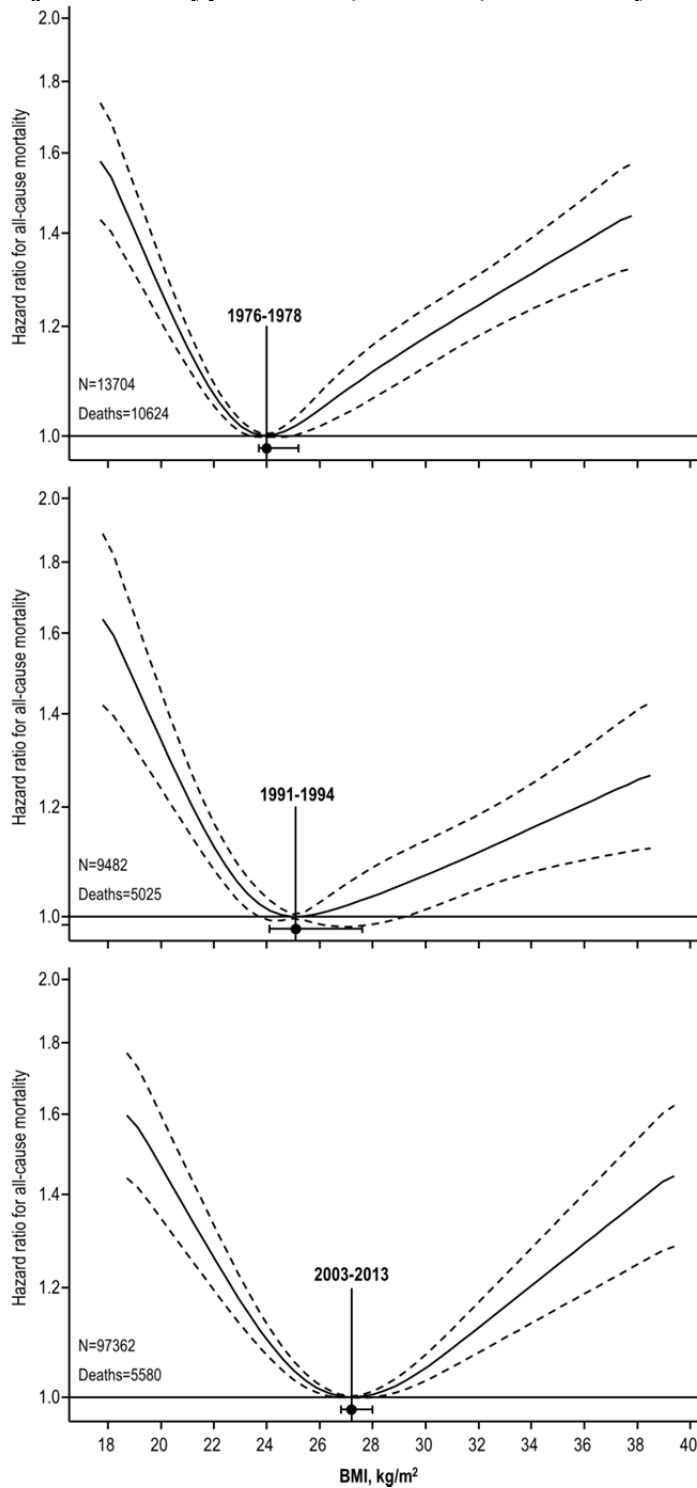 2.0
1.8
1.6
1.4
1.2
1.0
Hazard ratio for all-cause mortality
1976-1978
N=13704
Deaths=10624
2.0
1.8
1.6
1.4
1.2
1.0
Hazard ratio for all-cause mortality
1991-1994
N=9482
Deaths=5025
2.0
1.8
1.6
1.4
1.2
1.0
Hazard ratio for all-cause mortality
2003-2013
N=97362
Deaths=5580
18 20 22 24 26 28 30 32 34 36 38 40
BMI, kg/m²